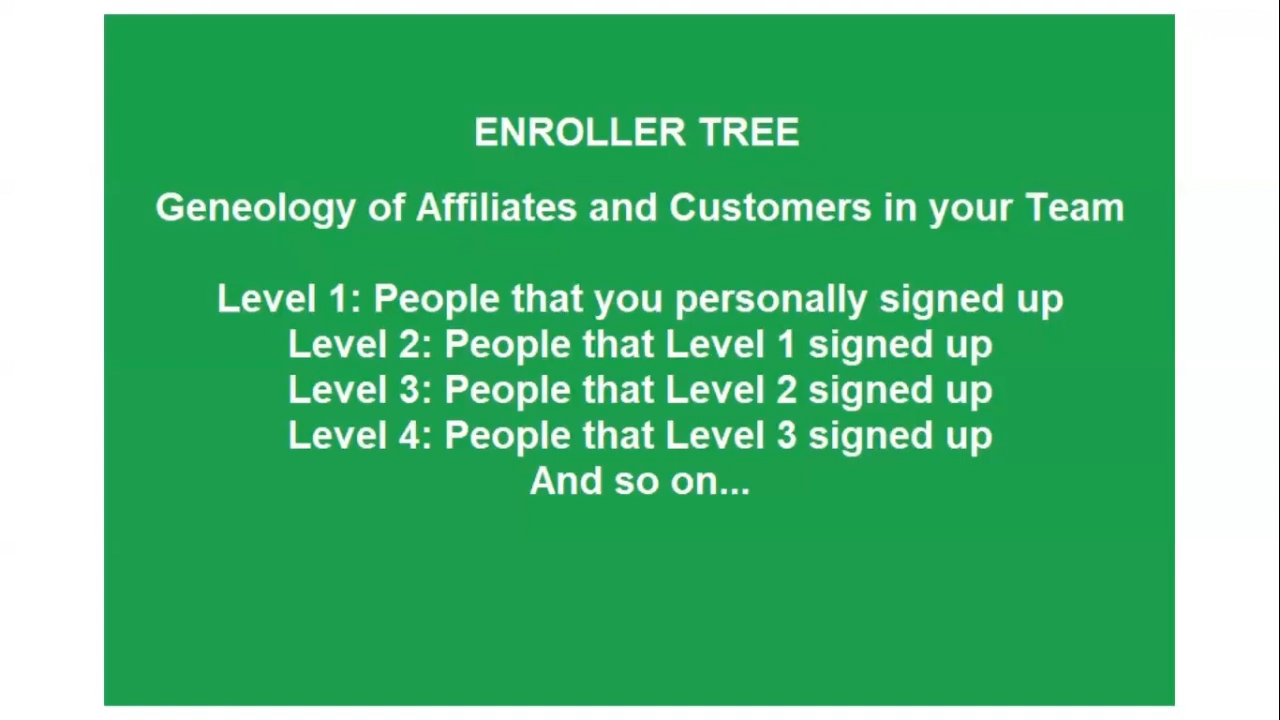 ENROLLER TREE
Geneology of Affiliates and Customers in your Team
Level 1: People that you personally signed up
Level 2: People that Level 1 signed up
Level 3: People that Level 2 signed up
Level 4: People that Level 3 signed up
And so on...